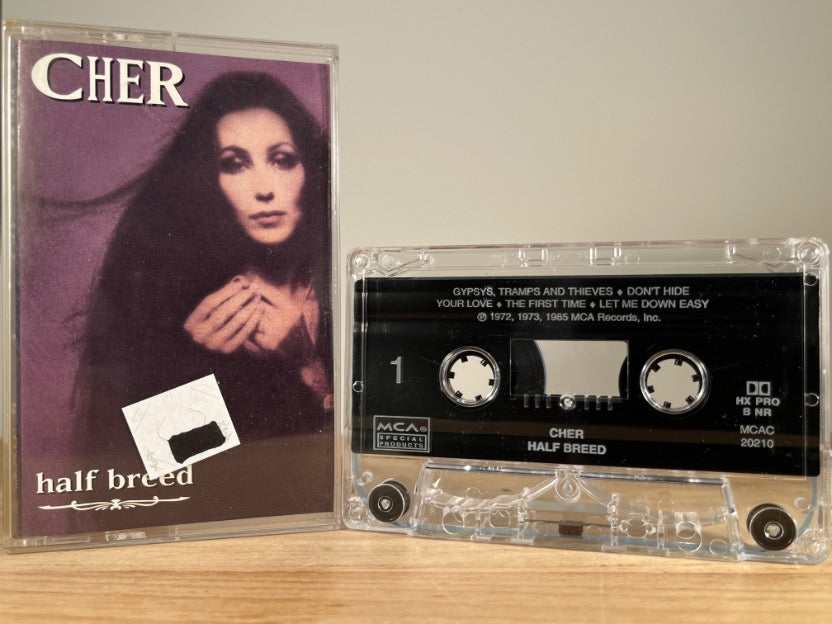 CHER
half breed
GYPSYS, TRAMPS AND THIEVES ♦ DON'T HIDE
YOUR LOVE ♦ THE FIRST TIME ♦ LET ME DOWN EASY
℗ 1972, 1973, 1985 MCA Records, Inc.
1
HX PRO
B NR
MCA®
SPECIAL
PRODUCTS
CHER
HALF BREED
MCAC
20210